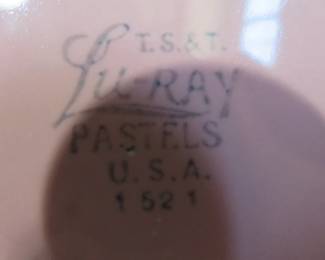 T.S.&T.
Lu-RAY
PASTELS
U.S.A.
1 52 1